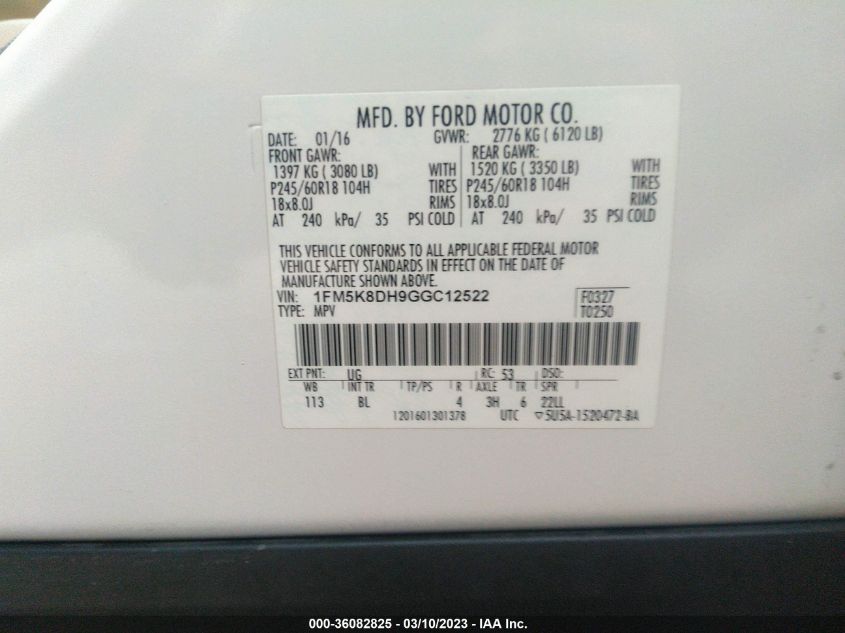 MFD. BY FORD MOTOR CO.
DATE: 01/16 GVWR: 2776 KG ( 6120 LB)
FRONT GAWR: REAR GAWR:
1397 KG ( 3080 LB) WITH 1520 KG ( 3350 LB) WITH
P245/60R18 104H TIRES P245/60R18 104H TIRES
18x8.0J RIMS 18x8.0J RIMS
AT 240 kPa/ 35 PSI COLD AT 240 kPa/ 35 PSI COLD
THIS VEHICLE CONFORMS TO ALL APPLICABLE FEDERAL MOTOR
VEHICLE SAFETY STANDARDS IN EFFECT ON THE DATE OF
MANUFACTURE SHOWN ABOVE.
VIN: 1FM5K8DH9GGC12522 F0327
TYPE: MPV T0250
EXT PNT: UG RC: 53 DSO:
WB INT TR TP/PS R AXLE TR SPR
113 BL 4 3H 6 22LL
1201601301378 UTC ▽5U5A-1520472-BA
000-36082825 - 03/10/2023 - IAA Inc.